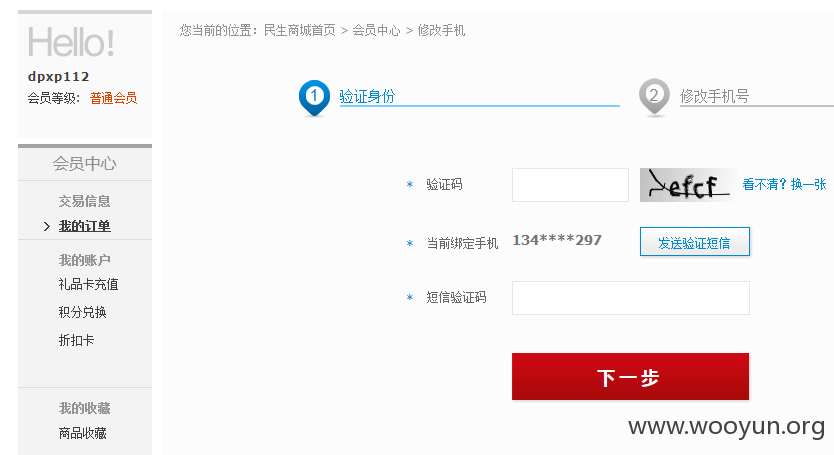 Hello!
dpxp112
会员等级： 普通会员
会员中心
交易信息
我的订单
我的账户
礼品卡充值
积分兑换
折扣卡
我的收藏
商品收藏
您当前的位置：民生商城首页 > 会员中心 > 修改手机
1 验证身份
2 修改手机号
* 验证码 efcf 看不清？换一张
* 当前绑定手机 134****297 发送验证短信
* 短信验证码
下一步
www.wooyun.org